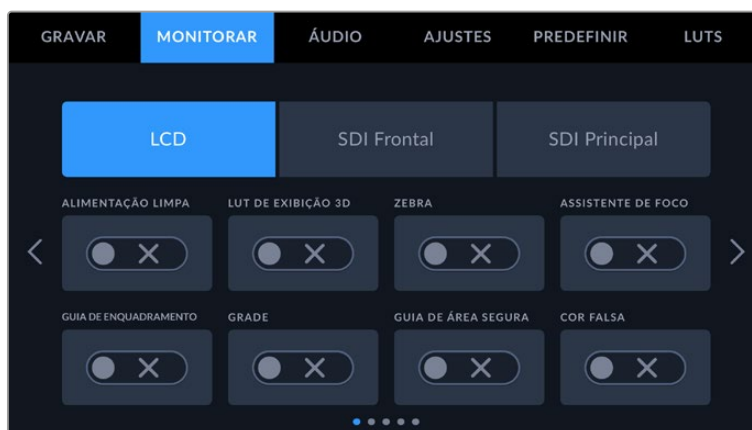 GRAVAR MONITORAR ÁUDIO AJUSTES PREDEFINIR LUTS
LCD SDI Frontal SDI Principal
ALIMENTAÇÃO LIMPA LUT DE EXIBIÇÃO 3D ZEBRA ASSISTENTE DE FOCO
GUIA DE ENQUADRAMENTO GRADE GUIA DE ÁREA SEGURA COR FALSA